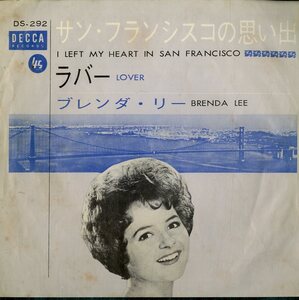 DS-292
サン・フランシスコの思い出
DECCA
RECORDS
45
I LEFT MY HEART IN SAN FRANCISCO
ラバー LOVER
ブレンダ・リー BRENDA LEE